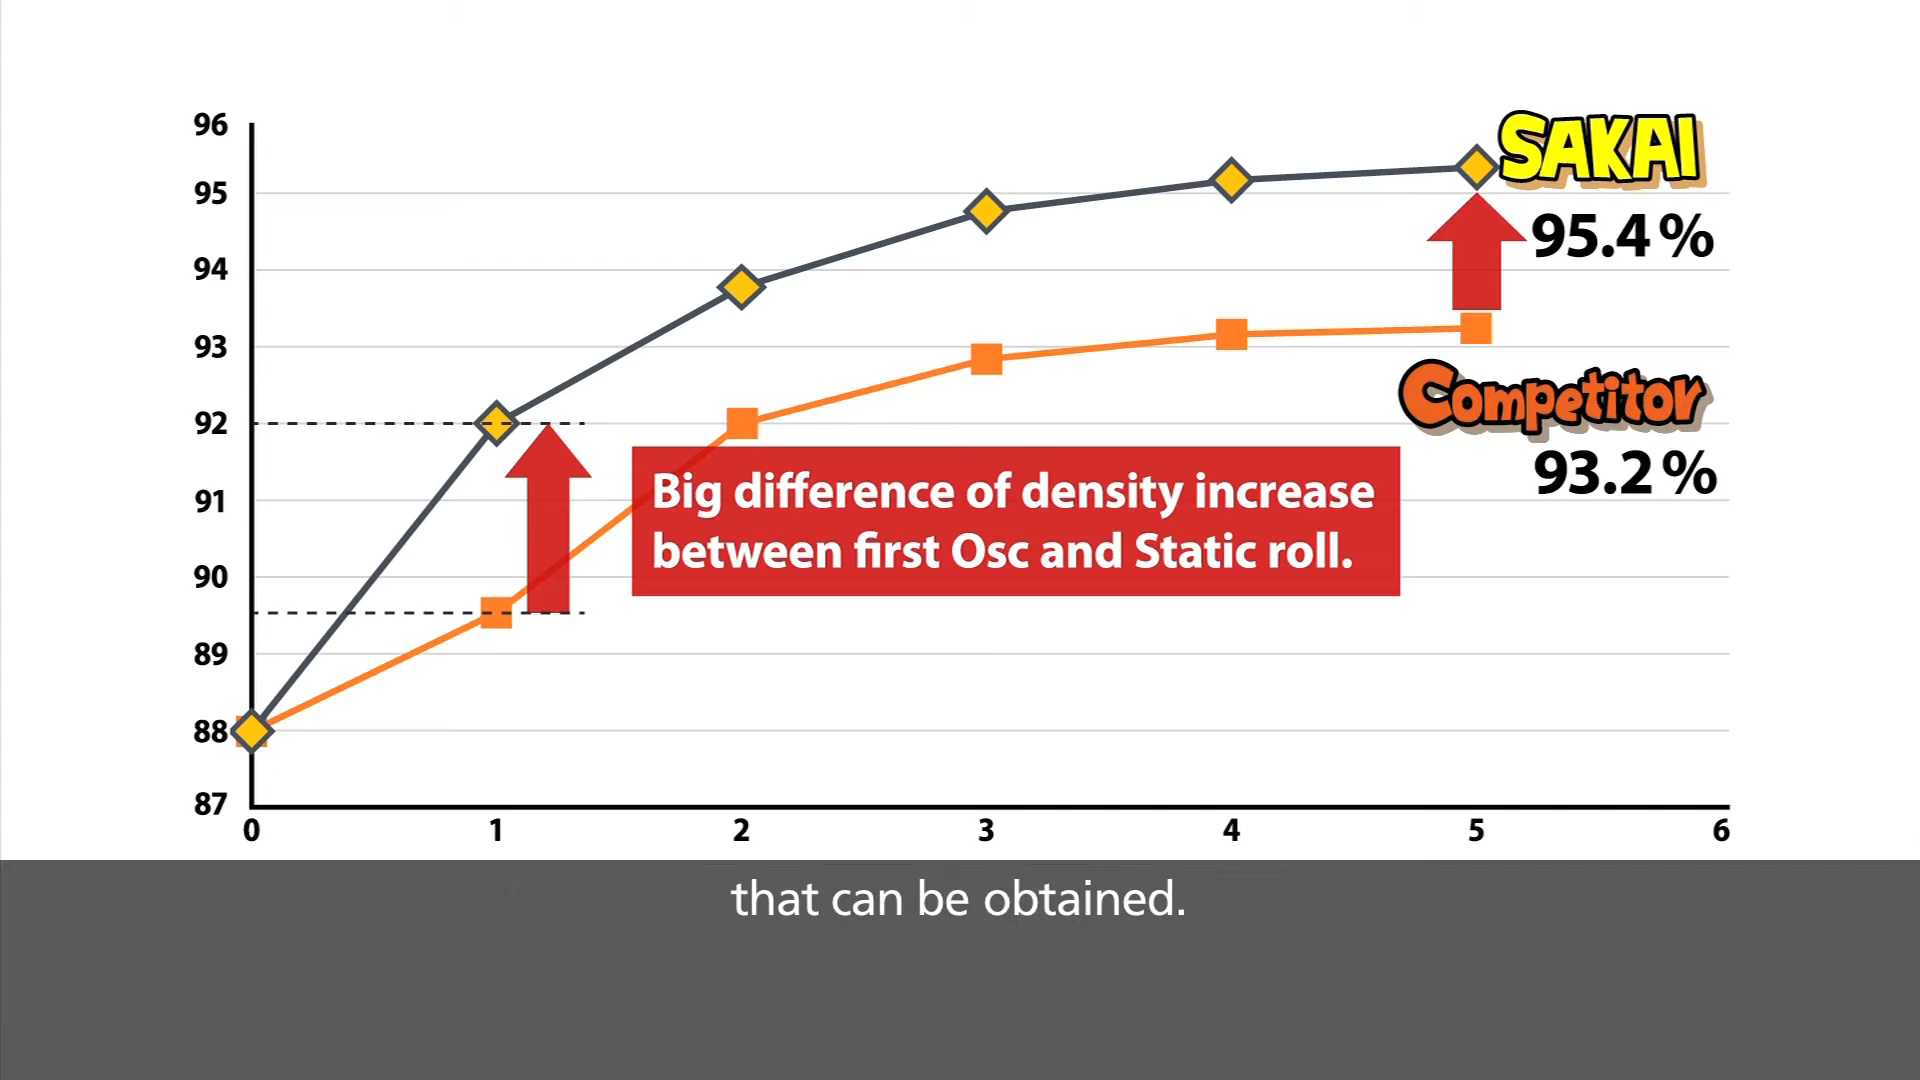 96
SAKAI
95
95.4%
94
93
Competitor
92
93.2%
Big difference of density increase
between first Osc and Static roll.
91
90
89
88
87
0 1 2 3 4 5 6
that can be obtained.